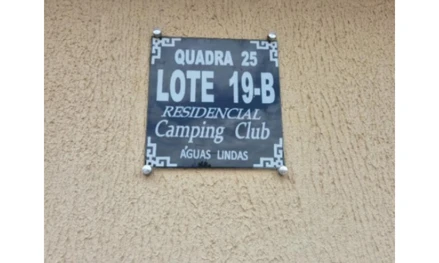 QUADRA 25
LOTE 19-B
RESIDENCIAL
Camping Club
ÁGUAS LINDAS